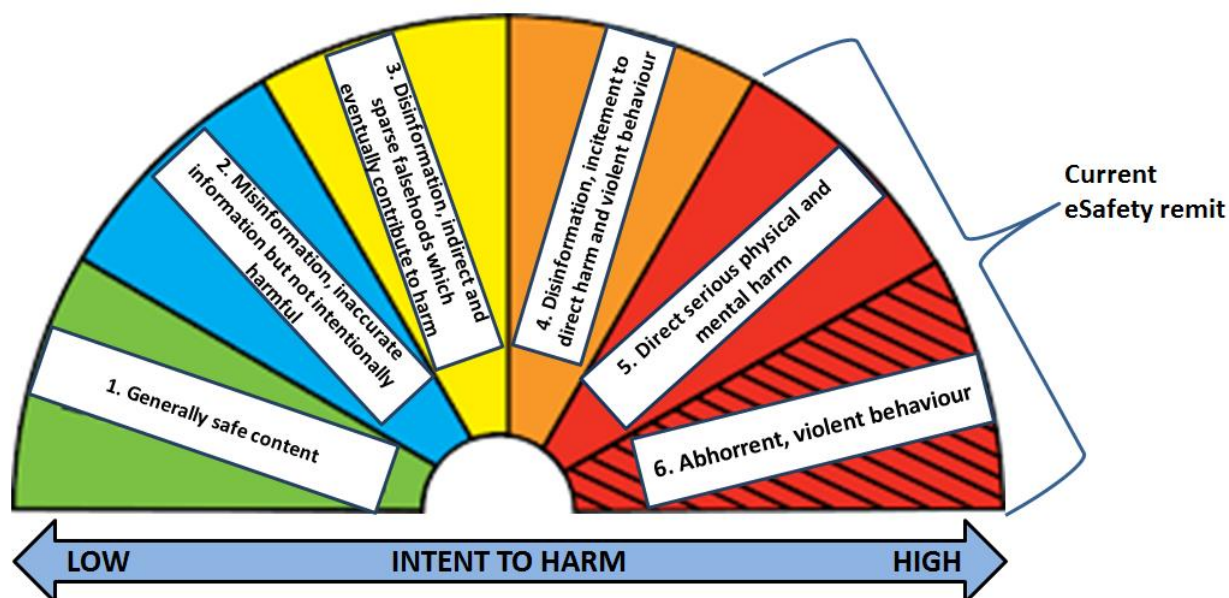 1. Generally safe content
2. Misinformation, inaccurate
information but not intentionally
harmful
3. Disinformation, indirect and
sparse falsehoods which
eventually contribute to harm
4. Disinformation, incitement to
direct harm and violent behaviour
5. Direct serious physical and
mental harm
6. Abhorrent, violent behaviour
Current
eSafety remit
LOW INTENT TO HARM HIGH